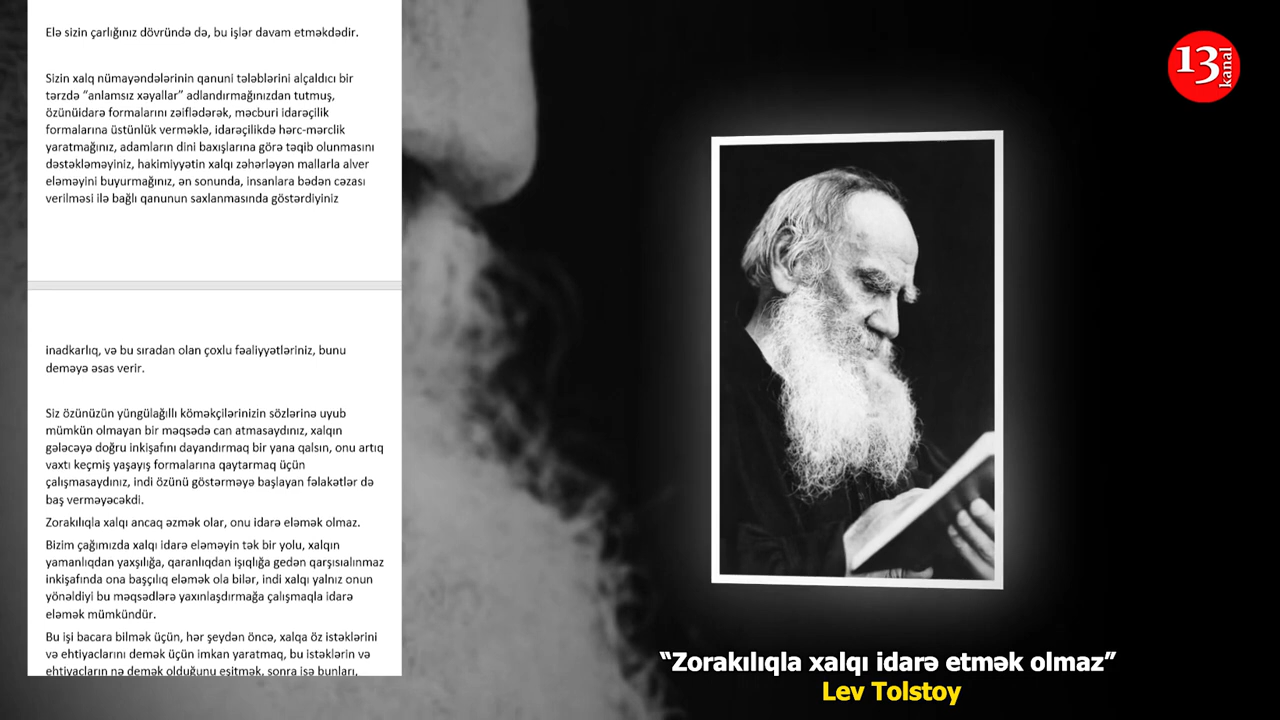 Elə sizin çarlığınız dövründə də, bu işlər davam etməkdədir.
Sizin xalq nümayəndələrinin qanuni tələblərini alçaldıcı bir
tərzdə “anlamsız xəyallar” adlandırmağınızdan tutmuş,
özünüidarə formalarını zəiflədərək, məcburi idarəçilik
formalarına üstünlük verməklə, idarəçilikdə hərc-mərclik
yaratmağınız, adamların dini baxışlarına görə təqib olunmasını
dəstəkləməyiniz, hakimiyyətin xalqı zəhərləyən mallarla alver
eləməyini buyurmağınız, ən sonunda, insanlara bədən cəzası
verilməsi ilə bağlı qanunun saxlanmasında göstərdiyiniz
inadkarlıq, və bu sıradan olan çoxlu fəaliyyətləriniz, bunu
deməyə əsas verir.
Siz özünüzün yüngülağıllı köməkçilərinizin sözlərinə uyub
mümkün olmayan bir məqsədə can atmasaydınız, xalqın
gələcəyə doğru inkişafını dayandırmaq bir yana qalsın, onu artıq
vaxtı keçmiş yaşayış formalarına qaytarmaq üçün
çalışmasaydınız, indi özünü göstərməyə başlayan fəlakətlər də
baş verməyəcəkdi.
Zorakılıqla xalqı ancaq əzmək olar, onu idarə eləmək olmaz.
Bizim çağımızda xalqı idarə eləməyin tək bir yolu, xalqın
yamanlıqdan yaxşılığa, qaranlıqdan işıqlığa gedən qarşısıalınmaz
inkişafında ona başçılıq eləmək ola bilər, indi xalqı yalnız onun
yönəldiyi bu məqsədlərə yaxınlaşdırmağa çalışmaqla idarə
eləmək mümkündür.
Bu işi bacara bilmək üçün, hər şeydən öncə, xalqa öz istəklərini
və ehtiyaclarını demək üçün imkan yaratmaq, bu istəklərin və
ehtiyacların nə demək olduğunu eşitmək, sonra isə bunları,
13 kanal
“Zorakılıqla xalqı idarə etmək olmaz”
Lev Tolstoy